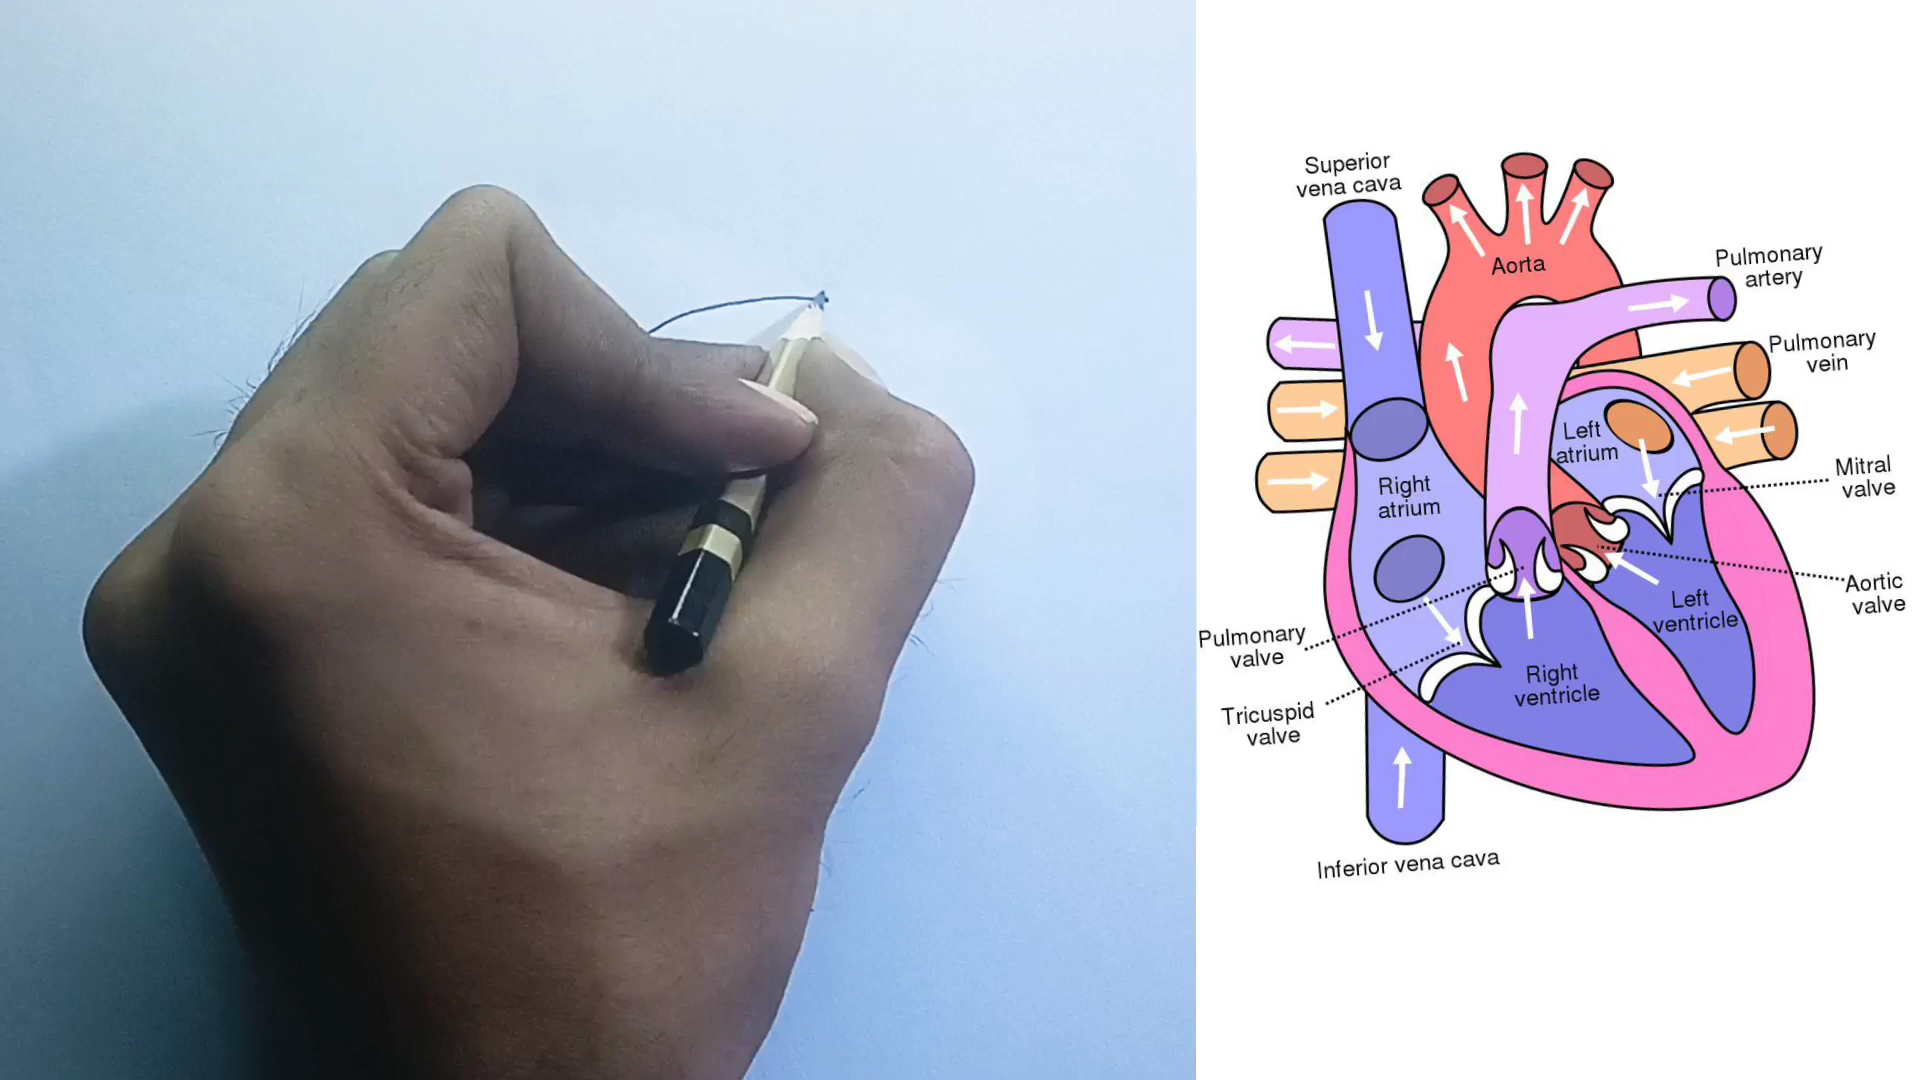 Superior
vena cava
Aorta
Pulmonary
artery
Pulmonary
vein
Left
atrium
Mitral
valve
Right
atrium
Aortic
valve
Left
ventricle
Pulmonary
valve
Right
ventricle
Tricuspid
valve
Inferior vena cava